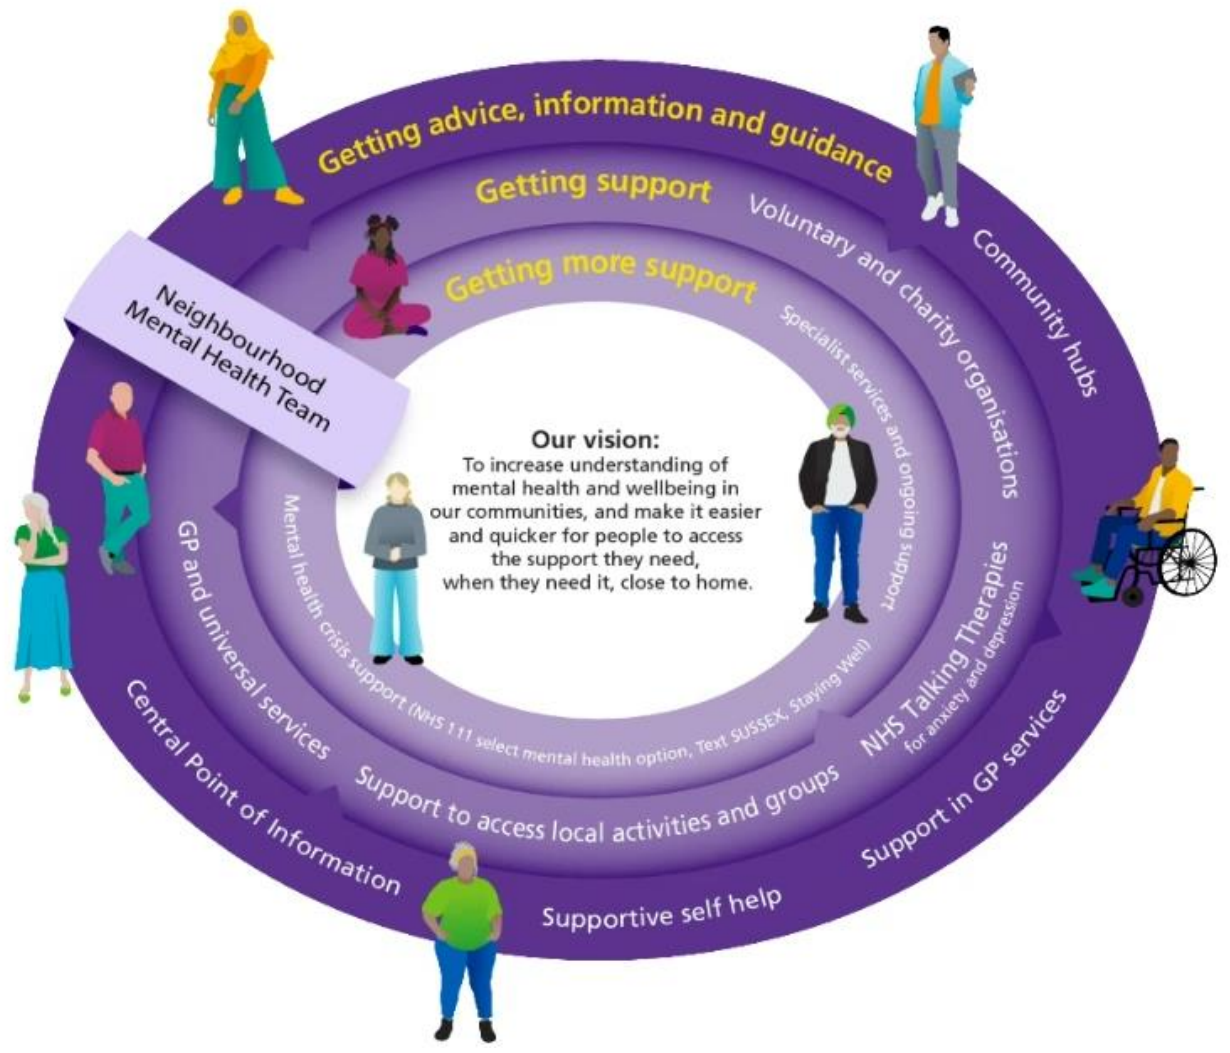 Getting advice, information and guidance
Community hubs
Support in GP services
Supportive self help
Central Point of Information
Getting support
Voluntary and charity organisations
NHS Talking Therapies
for anxiety and depression
Support to access local activities and groups
GP and universal services
Getting more support
Specialist services and ongoing support
Mental health crisis support (NHS 111 select mental health option, Text SUSSEX, Staying Well)
Neighbourhood
Mental Health Team
Our vision:
To increase understanding of
mental health and wellbeing in
our communities, and make it easier
and quicker for people to access
the support they need,
when they need it, close to home.